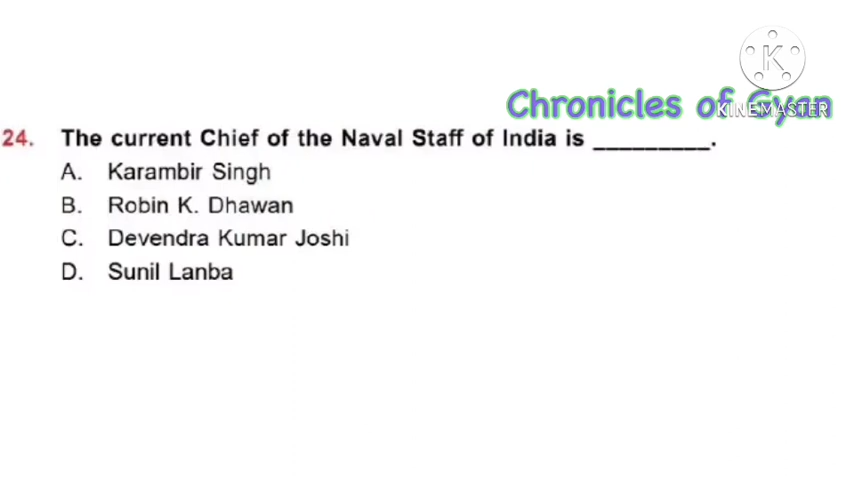 Chronicles of Gyan
KINEMASTER
24. The current Chief of the Naval Staff of India is _________.
A. Karambir Singh
B. Robin K. Dhawan
C. Devendra Kumar Joshi
D. Sunil Lanba